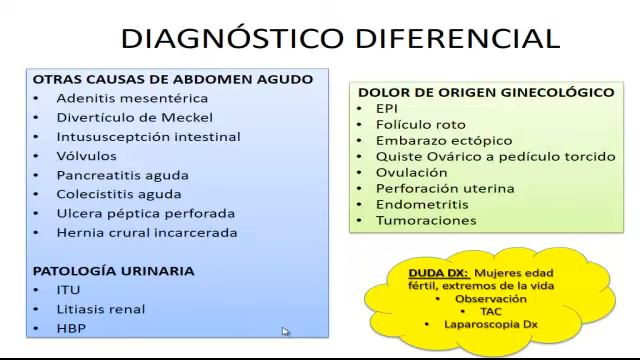 DIAGNÓSTICO DIFERENCIAL
OTRAS CAUSAS DE ABDOMEN AGUDO
• Adenitis mesentérica
• Divertículo de Meckel
• Intususceptción intestinal
• Vólvulos
• Pancreatitis aguda
• Colecistitis aguda
• Ulcera péptica perforada
• Hernia crural incarcerada
PATOLOGÍA URINARIA
• ITU
• Litiasis renal
• HBP
DOLOR DE ORIGEN GINECOLÓGICO
• EPI
• Folículo roto
• Embarazo ectópico
• Quiste Ovárico a pedículo torcido
• Ovulación
• Perforación uterina
• Endometritis
• Tumoraciones
DUDA DX: Mujeres edad
fértil, extremos de la vida
• Observación
• TAC
• Laparoscopia Dx